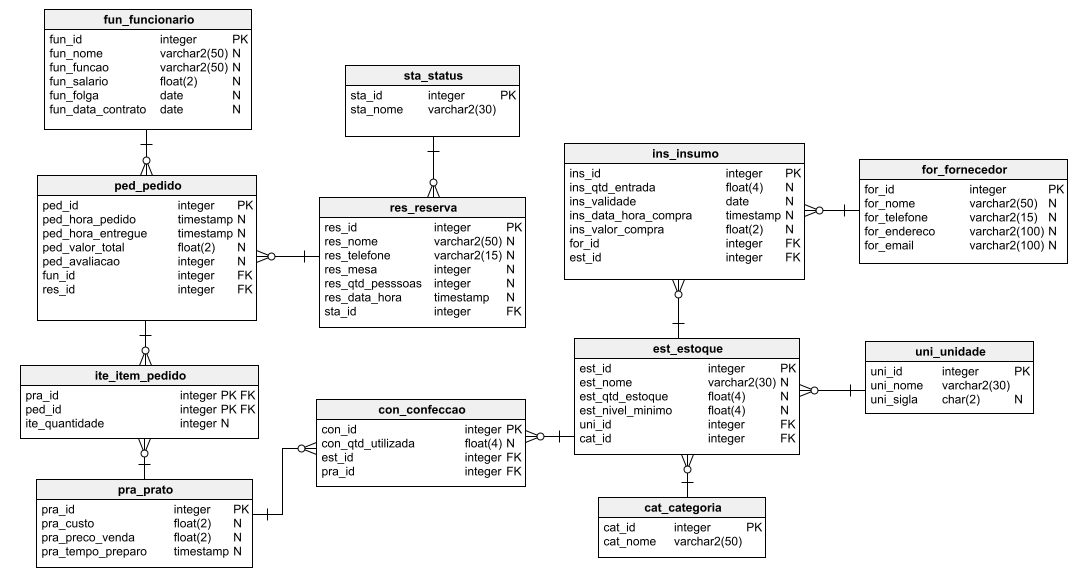 fun_funcionario
fun_id integer PK
fun_nome varchar2(50) N
fun_funcao varchar2(50) N
fun_salario float(2) N
fun_folga date N
fun_data_contrato date N
sta_status
sta_id integer PK
sta_nome varchar2(30)
ped_pedido
ped_id integer PK
ped_hora_pedido timestamp N
ped_hora_entregue timestamp N
ped_valor_total float(2) N
ped_avaliacao integer N
fun_id integer FK
res_id integer FK
res_reserva
res_id integer PK
res_nome varchar2(50) N
res_telefone varchar2(15) N
res_mesa integer N
res_qtd_pesssoas integer N
res_data_hora timestamp N
sta_id integer FK
ins_insumo
ins_id integer PK
ins_qtd_entrada float(4) N
ins_validade date N
ins_data_hora_compra timestamp N
ins_valor_compra float(2) N
for_id integer FK
est_id integer FK
for_fornecedor
for_id integer PK
for_nome varchar2(50) N
for_telefone varchar2(15) N
for_endereco varchar2(100) N
for_email varchar2(100) N
ite_item_pedido
pra_id integer PK FK
ped_id integer PK FK
ite_quantidade integer N
con_confeccao
con_id integer PK
con_qtd_utilizada float(4) N
est_id integer FK
pra_id integer FK
est_estoque
est_id integer PK
est_nome varchar2(30) N
est_qtd_estoque float(4) N
est_nivel_minimo float(4) N
uni_id integer FK
cat_id integer FK
uni_unidade
uni_id integer PK
uni_nome varchar2(30)
uni_sigla char(2) N
pra_prato
pra_id integer PK
pra_custo float(2) N
pra_preco_venda float(2) N
pra_tempo_preparo timestamp N
cat_categoria
cat_id integer PK
cat_nome varchar2(50)